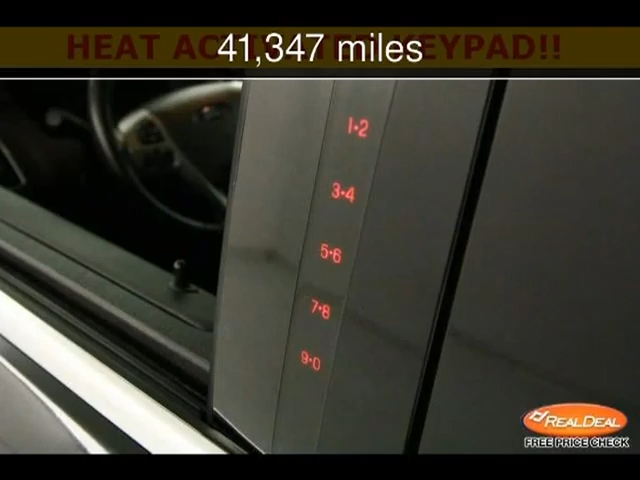 HEAT ACTIVATED KEYPAD!!
41,347 miles
1•2
3•4
5•6
7•8
9•0
REALDEAL
FREE PRICE CHECK